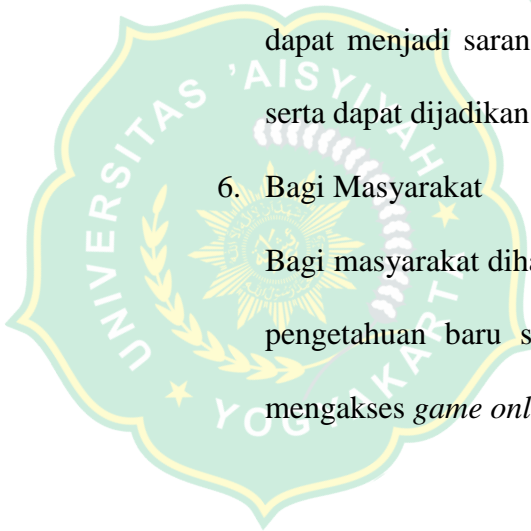 dapat menjadi saran
serta dapat dijadikan
6. Bagi Masyarakat
Bagi masyarakat diha
pengetahuan baru s
mengakses game onl
UNIVERSITAS 'AISYIYAH
YOGYAKARTA